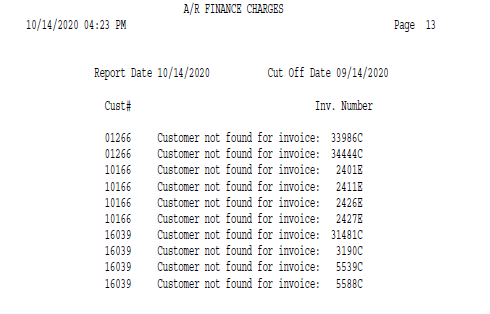 A/R FINANCE CHARGES
10/14/2020 04:23 PM Page 13
Report Date 10/14/2020 Cut Off Date 09/14/2020
Cust# Inv. Number
01266 Customer not found for invoice: 33986C
01266 Customer not found for invoice: 34444C
10166 Customer not found for invoice: 2401E
10166 Customer not found for invoice: 2411E
10166 Customer not found for invoice: 2426E
10166 Customer not found for invoice: 2427E
16039 Customer not found for invoice: 31481C
16039 Customer not found for invoice: 3190C
16039 Customer not found for invoice: 5539C
16039 Customer not found for invoice: 5588C